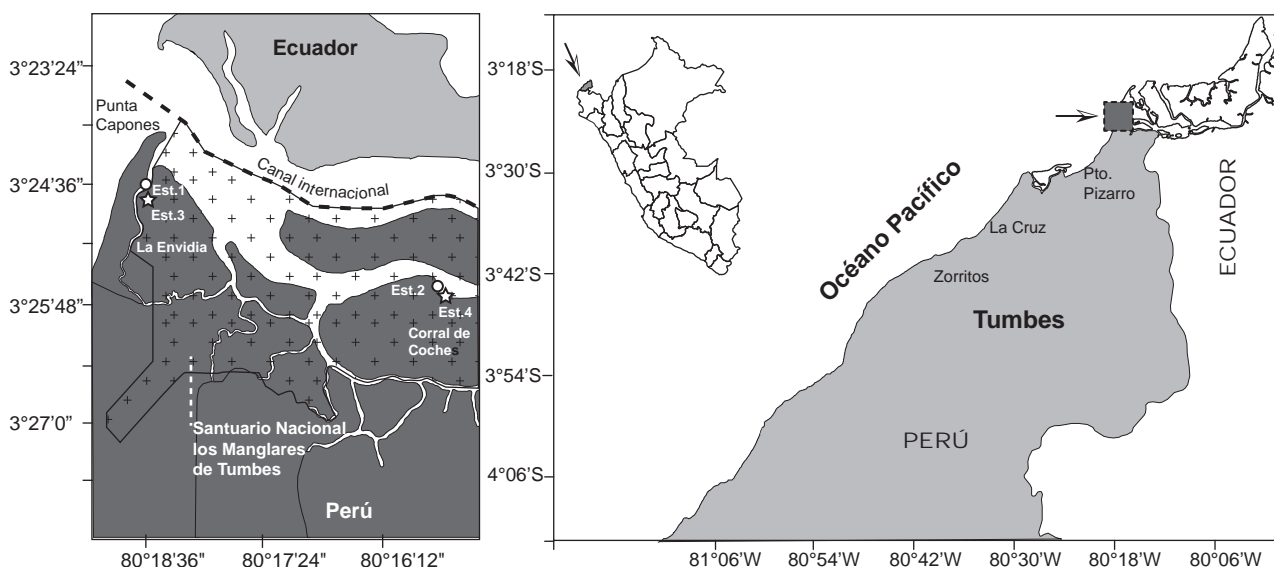 Ecuador
3°23'24"
Punta
Capones
Canal internacional
3°24'36"
Est.1
Est.3
La Envidia
Est.2
3°25'48"
Est.4
Corral de
Coches
3°27'0"
Santuario Nacional
los Manglares
de Tumbes
Perú
80°18'36"
80°17'24"
80°16'12"
3°18'S
3°30'S
3°42'S
3°54'S
4°06'S
Océano Pacífico
Pto.
Pizarro
La Cruz
Zorritos
Tumbes
ECUADOR
PERÚ
81°06'W
80°54'W
80°42'W
80°30'W
80°18'W
80°06'W